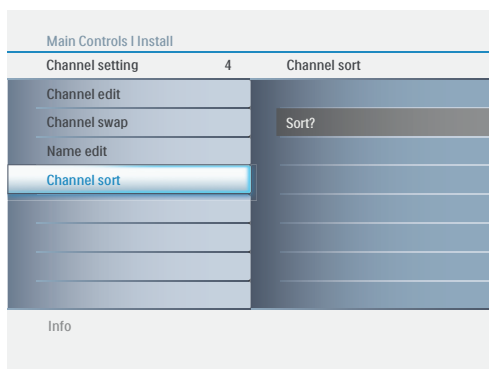 Main Controls I Install
Channel setting 4 Channel sort
Channel edit
Channel swap Sort?
Name edit
Channel sort
Info